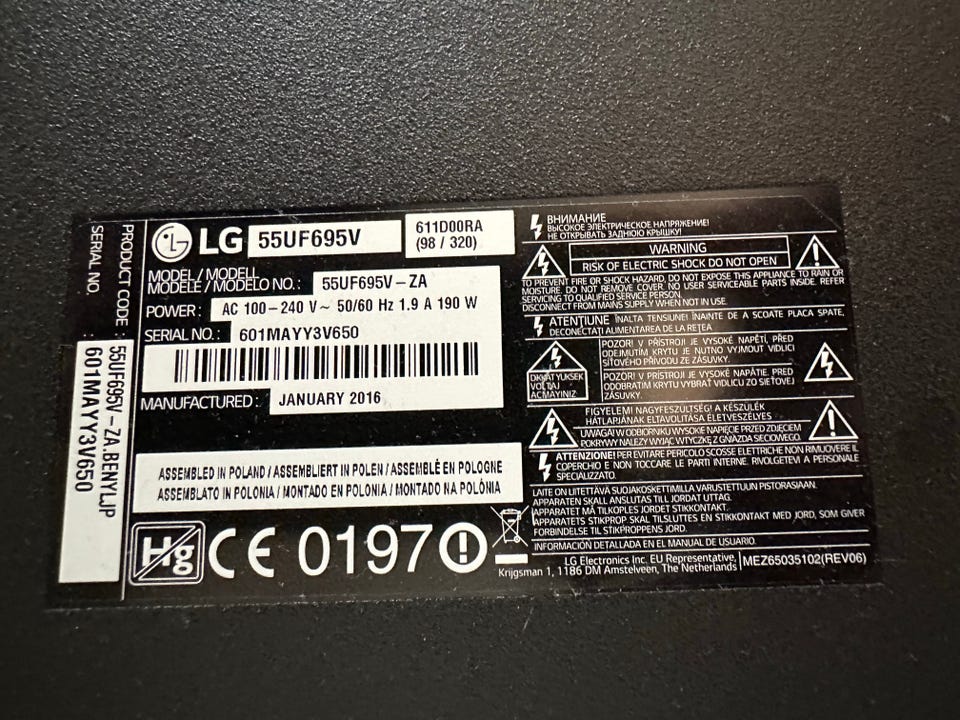 PRODUCT CODE : 55UF695V-ZA.BENYLJP
SERIAL NO. : 601MAYY3V650
LG 55UF695V
611D00RA
(98 / 320)
MODEL / MODELL
MODELE / MODELO NO. : 55UF695V-ZA
POWER : AC 100-240 V~ 50/60 Hz 1.9 A 190 W
SERIAL NO. : 601MAYY3V650
MANUFACTURED : JANUARY 2016
ASSEMBLED IN POLAND / ASSEMBLIERT IN POLEN / ASSEMBLÉ EN POLOGNE
ASSEMBLATO IN POLONIA / MONTADO EN POLONIA / MONTADO NA POLÔNIA
Hg CE 0197
ВНИМАНИЕ
ВЫСОКОЕ ЭЛЕКТРИЧЕСКОЕ НАПРЯЖЕНИЕ!
НЕ ОТКРЫВАТЬ ЗАДНЮЮ КРЫШКУ!
WARNING
RISK OF ELECTRIC SHOCK DO NOT OPEN
TO PREVENT FIRE OR SHOCK HAZARD, DO NOT EXPOSE THIS APPLIANCE TO RAIN OR
MOISTURE. DO NOT REMOVE COVER. NO USER SERVICEABLE PARTS INSIDE. REFER
SERVICING TO QUALIFIED SERVICE PERSON.
DISCONNECT FROM MAINS SUPPLY WHEN NOT IN USE.
ATENŢIUNE ÎNALTA TENSIUNE! ÎNAINTE DE A SCOATE PLACA SPATE,
DECONECTAŢI ALIMENTAREA DE LA REŢEA
DIKKAT YUKSEK
VOLTAJ
ACMAYINIZ
POZOR! V PŘÍSTROJI JE VYSOKÉ NAPĚTÍ, PŘED
ODEJMUTÍM KRYTU JE NUTNO VYJMOUT VIDLICI
SÍŤOVÉHO PŘÍVODU ZE ZÁSUVKY.
POZOR! V PRÍSTROJI JE VYSOKÉ NAPÄTIE. PRED
ODOBRATÍM KRYTU VYBRAŤ VIDLICU ZO SIEŤOVEJ
ZÁSUVKY.
FIGYELEM! NAGYFESZÜLTSÉG! A KÉSZÜLÉK
HÁTFALÁNAK ELTÁVOLÍTÁSA ÉLETVESZÉLYES
UWAGA! W ODBIORNIKU WYSOKIE NAPIĘCIE PRZED ZDJĘCIEM
POKRYWY NALEŻY WYJĄĆ WTYCZKĘ Z GNIAZDA SIECIOWEGO.
ATTENZIONE! PER EVITARE PERICOLO SCOSSE ELETTRICHE NON RIMUOVERE IL
COPERCHIO E NON TOCCARE LE PARTI INTERNE. RIVOLGETEVI A PERSONALE
SPECIALIZZATO.
LAITE ON LIITETTÄVÄ SUOJAKOSKETTIMILLA VARUSTETTUUN PISTORASIAAN.
APPARATEN SKALL ANSLUTAS TILL JORDAT UTTAG.
APPARATET MÅ TILKOPLES JORDET STIKKONTAKT.
APPARATETS STIKPROP SKAL TILSLUTTES EN STIKKONTAKT MED JORD, SOM GIVER
FORBINDELSE TIL STIKPROPPENS JORD.
INFORMACIÓN DETALLADA EN EL MANUAL DE USUARIO.
LG Electronics Inc. EU Representative,
Krijgsman 1, 1186 DM Amstelveen, The Netherlands
MEZ65035102(REV06)